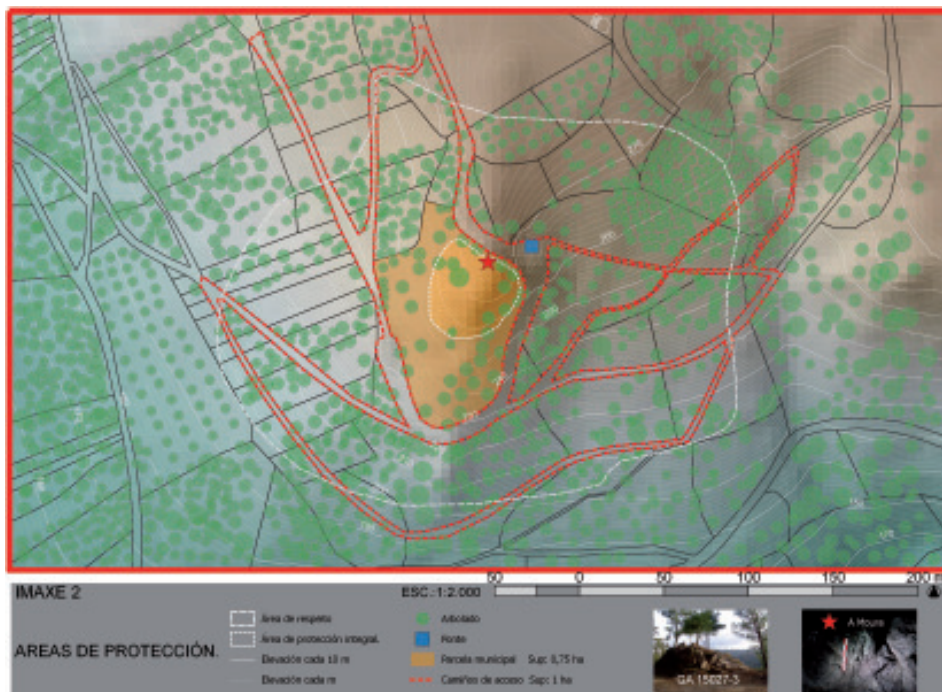 IMAXE 2
ESC.:1:2.000
50 0 50 100 150 200 m
AREAS DE PROTECCIÓN.
Área de respeto
Área de protección integral.
Elevación cada 10 m
Elevación cada m
Arbolado
Fonte
Parcela municipal Sup: 0,75 ha
Camiños de acceso Sup: 1 ha
GA 15027-3
A Moura